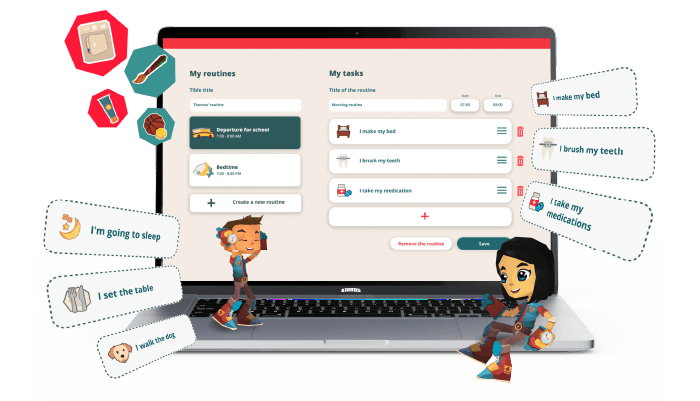 My routines
Tible title
Thomas' routine
Departure for school
7:00 - 8:00 AM
Bedtime
7:00 - 8:00 PM
Create a new routine
My tasks
Title of the routine
Start
End
Morning routine
07:00
08:00
I make my bed
I brush my teeth
I take my medication
Remove the routine
Save
I make my bed
I brush my teeth
I take my
medications
I'm going to sleep
I set the table
I walk the dog